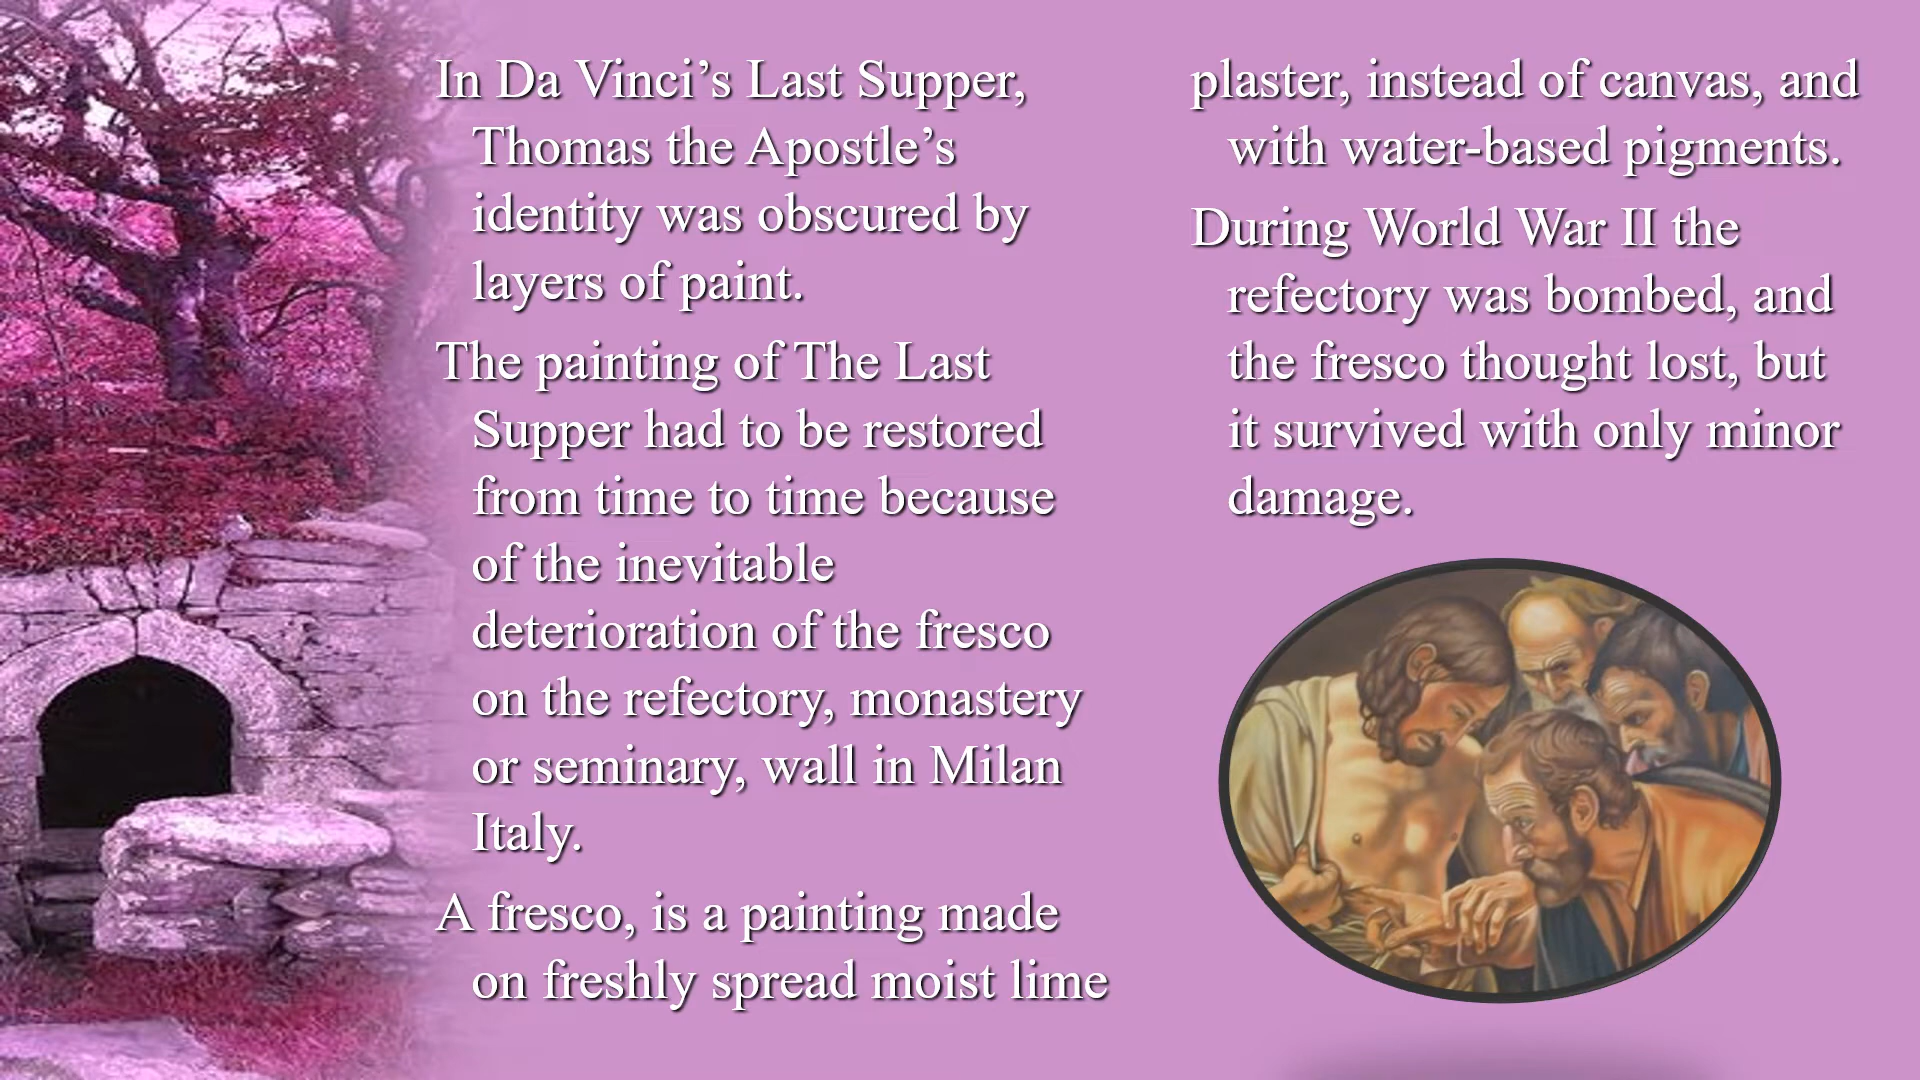 In Da Vinci’s Last Supper,
Thomas the Apostle’s
identity was obscured by
layers of paint.
The painting of The Last
Supper had to be restored
from time to time because
of the inevitable
deterioration of the fresco
on the refectory, monastery
or seminary, wall in Milan
Italy.
A fresco, is a painting made
on freshly spread moist lime
plaster, instead of canvas, and
with water-based pigments.
During World War II the
refectory was bombed, and
the fresco thought lost, but
it survived with only minor
damage.